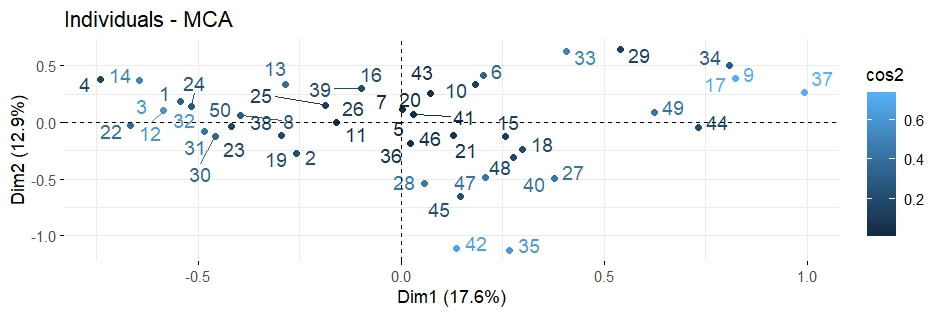 Individuals - MCA
33 29 34
4 14 24 13 16 43 6 9 37
1 39 10 17
25 7 20
3 32 50 26 41 49
22 12 38 8 11 5 46 15 44
31 23 36 21 18
30 19 2 48
28 47 40 27
45
42 35
0.5
0.0
-0.5
-1.0
Dim2 (12.9%)
-0.5 0.0 0.5 1.0
Dim1 (17.6%)
cos2
0.6
0.4
0.2